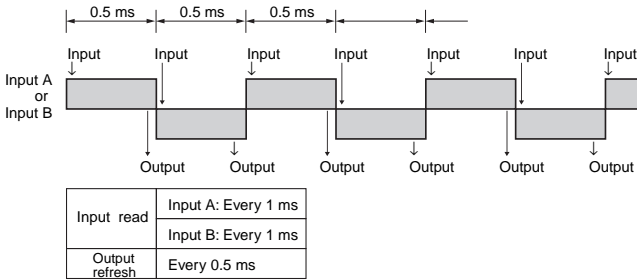 0.5 ms 0.5 ms 0.5 ms
Input Input Input Input Input Input Input
Input A
or
Input B
Output Output Output Output Output Output
Input read
Input A: Every 1 ms
Input B: Every 1 ms
Output
refresh
Every 0.5 ms